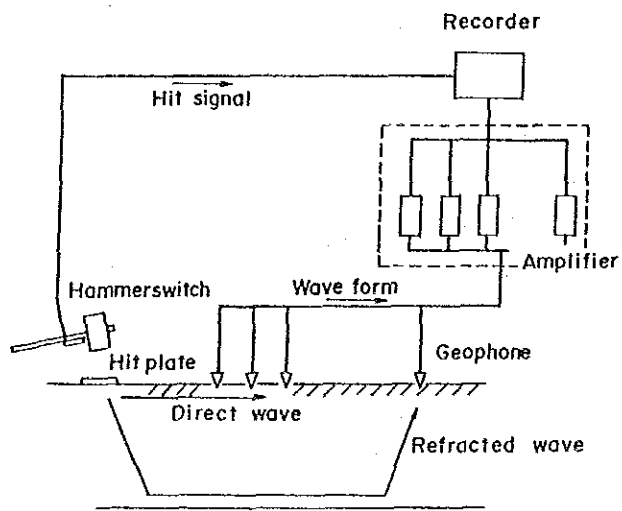 Recorder
Hit signal
Amplifier
Hammerswitch
Wave form
Hit plate
Geophone
Direct wave
Refracted wave